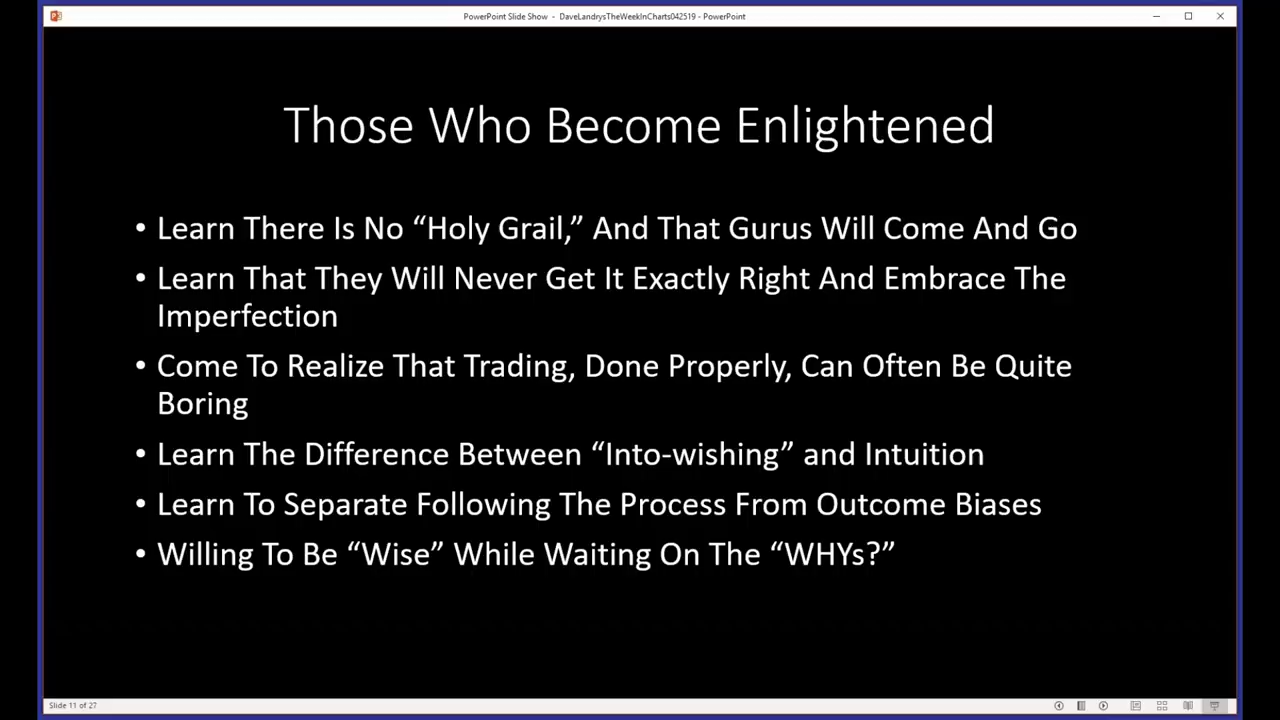 PowerPoint Slide Show - DaveLandrysTheWeekInCharts042519 - PowerPoint
Those Who Become Enlightened
• Learn There Is No “Holy Grail,” And That Gurus Will Come And Go
• Learn That They Will Never Get It Exactly Right And Embrace The
Imperfection
• Come To Realize That Trading, Done Properly, Can Often Be Quite
Boring
• Learn The Difference Between “Into-wishing” and Intuition
• Learn To Separate Following The Process From Outcome Biases
• Willing To Be “Wise” While Waiting On The “WHYs?”
Slide 11 of 27